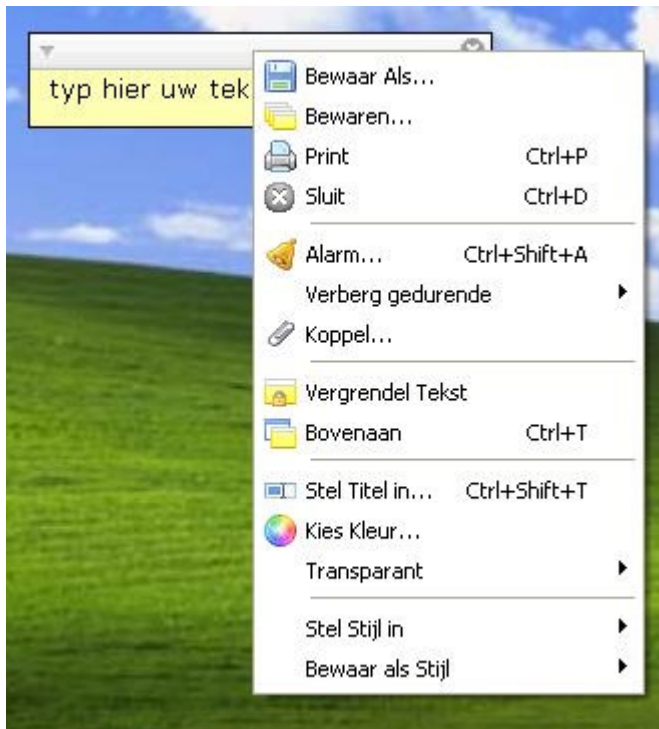 typ hier uw tek
Bewaar Als...
Bewaren...
Print Ctrl+P
Sluit Ctrl+D
Alarm... Ctrl+Shift+A
Verberg gedurende
Koppel...
Vergrendel Tekst
Bovenaan Ctrl+T
Stel Titel in... Ctrl+Shift+T
Kies Kleur...
Transparant
Stel Stijl in
Bewaar als Stijl